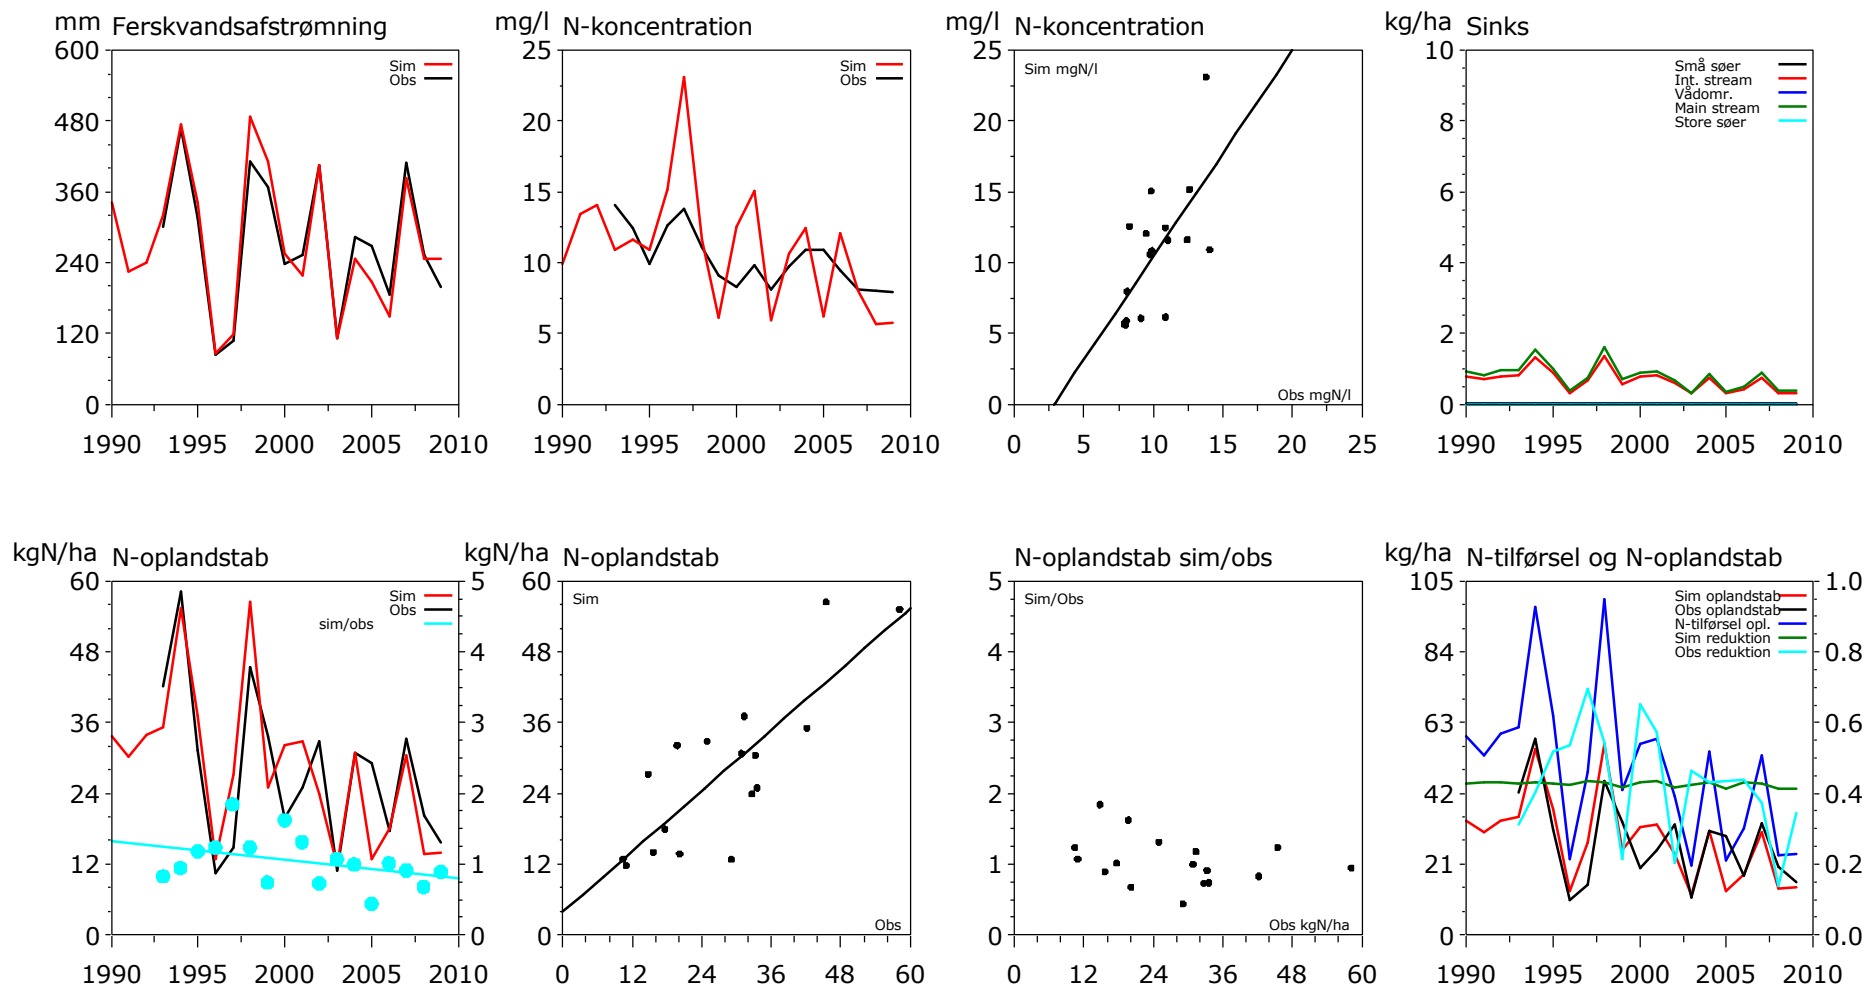 mm Ferskvandsafstrømning
600
480
360
240
120
0
Sim
Obs
1990 1995 2000 2005 2010
mg/l N-koncentration
25
20
15
10
5
0
Sim
Obs
1990 1995 2000 2005 2010
mg/l N-koncentration
25
20
15
10
5
0
Sim mgN/l
Obs mgN/l
0 5 10 15 20 25
kg/ha Sinks
10
8
6
4
2
0
Små søer
Int. stream
Vådomr.
Main stream
Store søer
1990 1995 2000 2005 2010
kgN/ha N-oplandstab
60
48
36
24
12
0
Sim
Obs
sim/obs
5
4
3
2
1
0
1990 1995 2000 2005 2010
kgN/ha N-oplandstab
60
48
36
24
12
0
Sim
Obs
0 12 24 36 48 60
N-oplandstab sim/obs
5
4
3
2
1
0
Sim/Obs
Obs kgN/ha
0 12 24 36 48 60
kg/ha N-tilførsel og N-oplandstab
105
84
63
42
21
0
Sim oplandstab
Obs oplandstab
N-tilførsel opl.
Sim reduktion
Obs reduktion
1.0
0.8
0.6
0.4
0.2
0.0
1990 1995 2000 2005 2010